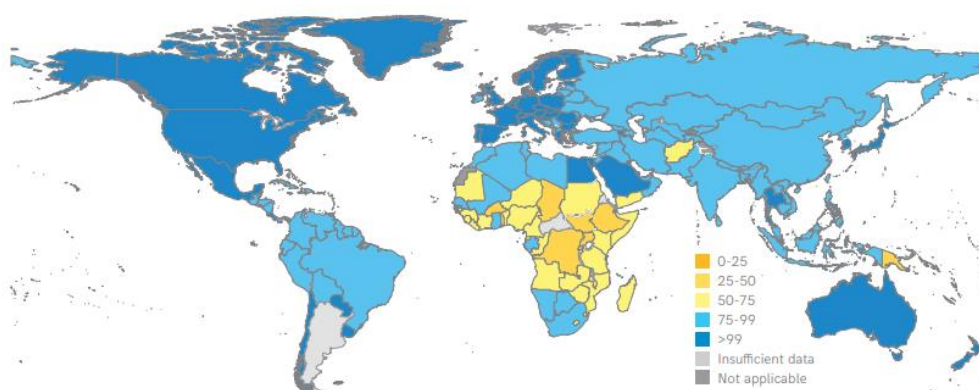 0-25
25-50
50-75
75-99
>99
Insufficient data
Not applicable